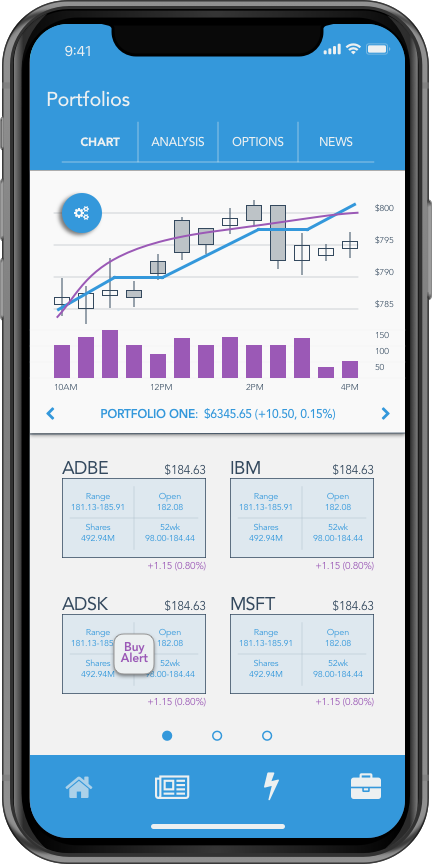 9:41
Portfolios
CHART ANALYSIS OPTIONS NEWS
$800
$795
$790
$785
150
100
50
10AM 12PM 2PM 4PM
PORTFOLIO ONE: $6345.65 (+10.50, 0.15%)
ADBE $184.63
Range Open
181.13-185.91 182.08
Shares 52wk
492.94M 98.00-184.44
+1.15 (0.80%)
IBM $184.63
Range Open
181.13-185.91 182.08
Shares 52wk
492.94M 98.00-184.44
+1.15 (0.80%)
ADSK $184.63
Range Open
181.13-185 182.08
Shares 52wk
492.94M 98.00-184.44
Buy
Alert
+1.15 (0.80%)
MSFT $184.63
Range Open
181.13-185.91 182.08
Shares 52wk
492.94M 98.00-184.44
+1.15 (0.80%)